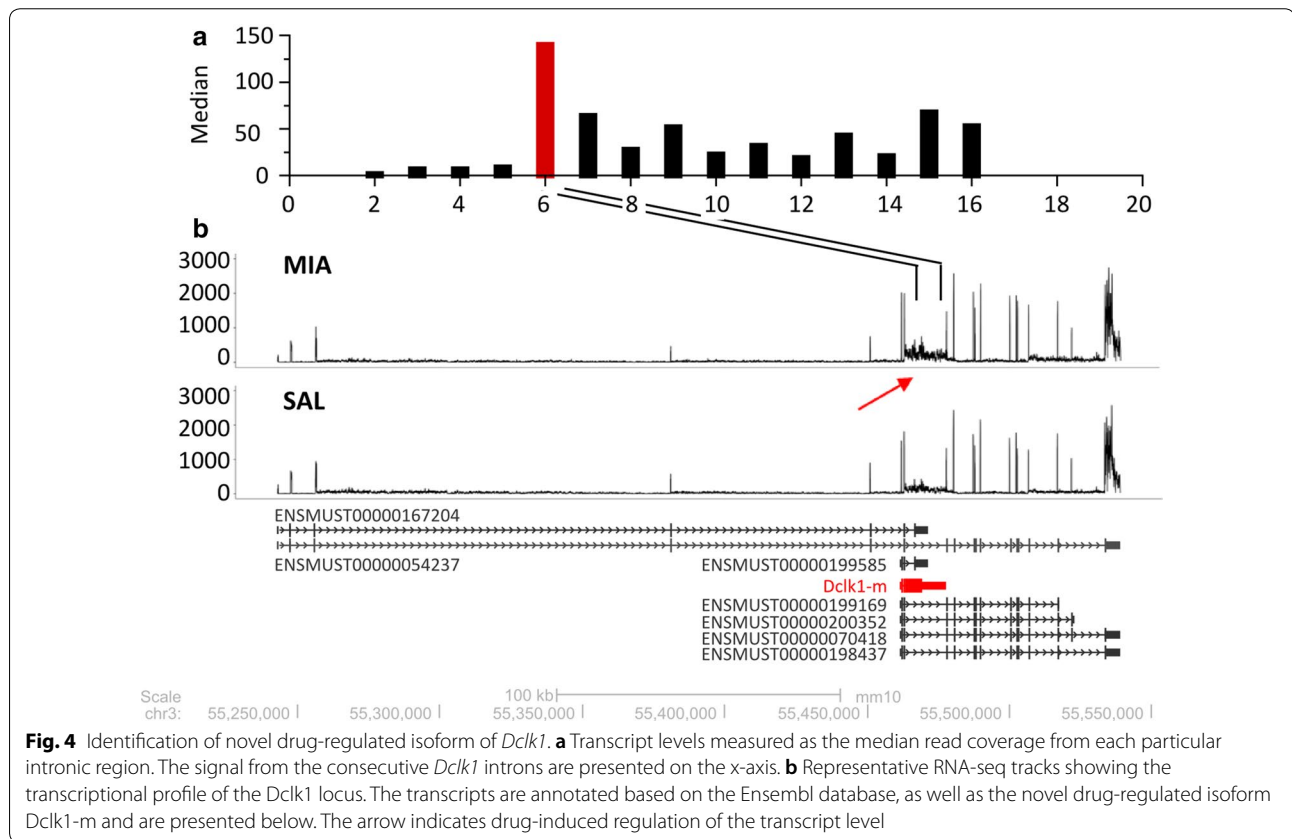 a
150
100
50
0
Median
0 2 4 6 8 10 12 14 16 18 20
b
MIA
3000
2000
1000
0
SAL
3000
2000
1000
0
ENSMUST00000167204
ENSMUST00000054237
ENSMUST00000199585
Dclk1-m
ENSMUST00000199169
ENSMUST00000200352
ENSMUST00000070418
ENSMUST00000198437
Scale 100 kb mm10
chr3: 55,250,000 55,300,000 55,350,000 55,400,000 55,450,000 55,500,000 55,550,000
Fig. 4 Identification of novel drug-regulated isoform of Dclk1. a Transcript levels measured as the median read coverage from each particular
intronic region. The signal from the consecutive Dclk1 introns are presented on the x-axis. b Representative RNA-seq tracks showing the
transcriptional profile of the Dclk1 locus. The transcripts are annotated based on the Ensembl database, as well as the novel drug-regulated isoform
Dclk1-m and are presented below. The arrow indicates drug-induced regulation of the transcript level